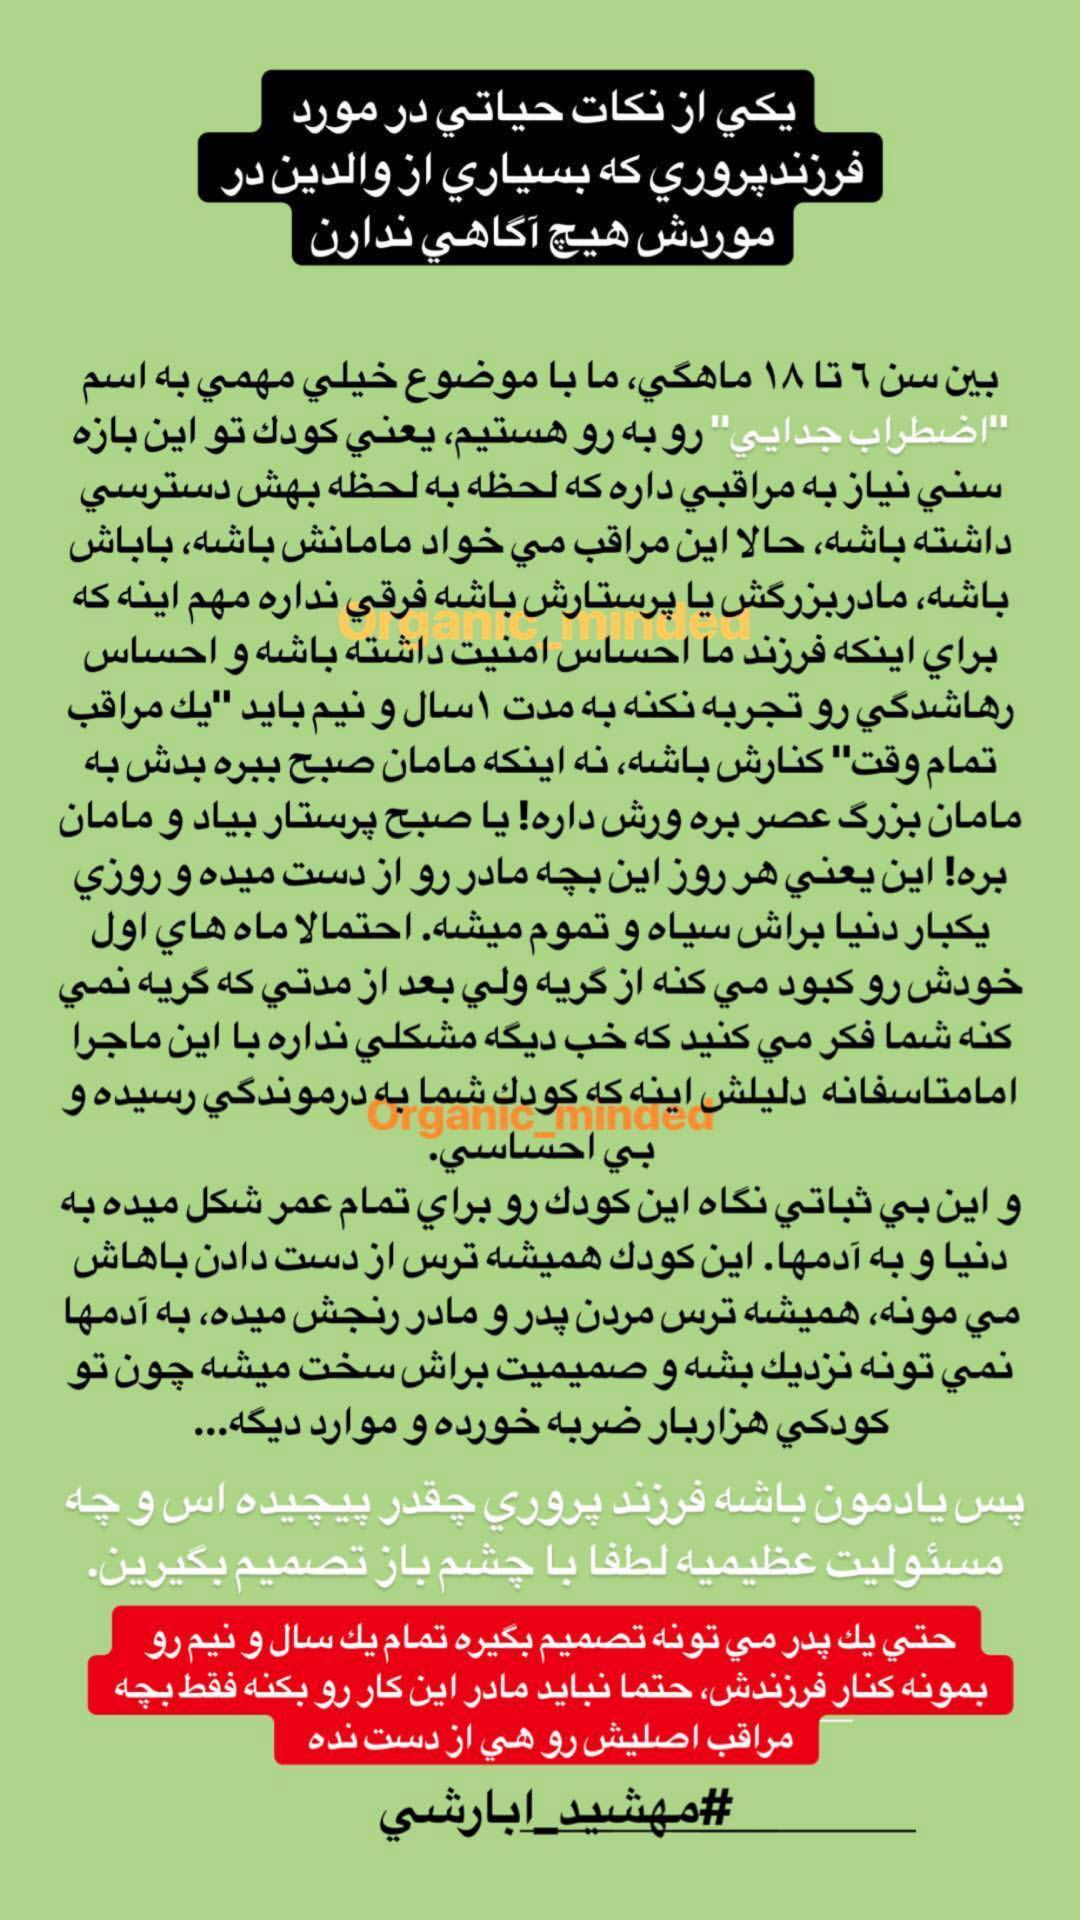 يكي از نكات حياتي در مورد
فرزندپروري كه بسياري از والدين در
موردش هيچ آگاهي ندارن
بين سن ٦ تا ١٨ ماهگي، ما با موضوع خيلي مهمي به اسم
"اضطراب جدايي" رو به رو هستيم، يعني كودك تو اين بازه
سني نياز به مراقبي داره كه لحظه به لحظه بهش دسترسي
داشته باشه، حالا اين مراقب مي خواد مامانش باشه، باباش
باشه، مادربزرگش يا پرستارش باشه فرقي نداره مهم اينه كه
Organic_minded
براي اينكه فرزند ما احساس امنيت داشته باشه و احساس
رهاشدگي رو تجربه نكنه به مدت ١سال و نيم بايد "يك مراقب
تمام وقت" كنارش باشه، نه اينكه مامان صبح ببره بدش به
مامان بزرگ عصر بره ورش داره! يا صبح پرستار بياد و مامان
بره! اين يعني هر روز اين بچه مادر رو از دست ميده و روزي
يكبار دنيا براش سياه و تموم ميشه. احتمالا ماه هاي اول
خودش رو كبود مي كنه از گريه ولي بعد از مدتي كه گريه نمي
كنه شما فكر مي كنيد كه خب ديگه مشكلي نداره با اين ماجرا
امامتاسفانه دليلش اينه كه كودك شما به درموندگي رسيده و
Organic_minded
بي احساسي.
و اين بي ثباتي نگاه اين كودك رو براي تمام عمر شكل ميده به
دنيا و به آدمها. اين كودك هميشه ترس از دست دادن باهاش
مي مونه، هميشه ترس مردن پدر و مادر رنجش ميده، به آدمها
نمي تونه نزديك بشه و صميميت براش سخت ميشه چون تو
كودكي هزاربار ضربه خورده و موارد ديگه...
پس يادمون باشه فرزند پروري چقدر پيچيده اس و چه
مسئوليت عظيميه لطفا با چشم باز تصميم بگيرين.
حتي يك پدر مي تونه تصميم بگيره تمام يك سال و نيم رو
بمونه كنار فرزندش، حتما نبايد مادر اين كار رو بكنه فقط بچه
مراقب اصليش رو هي از دست نده
#مهشيد_ابارشي